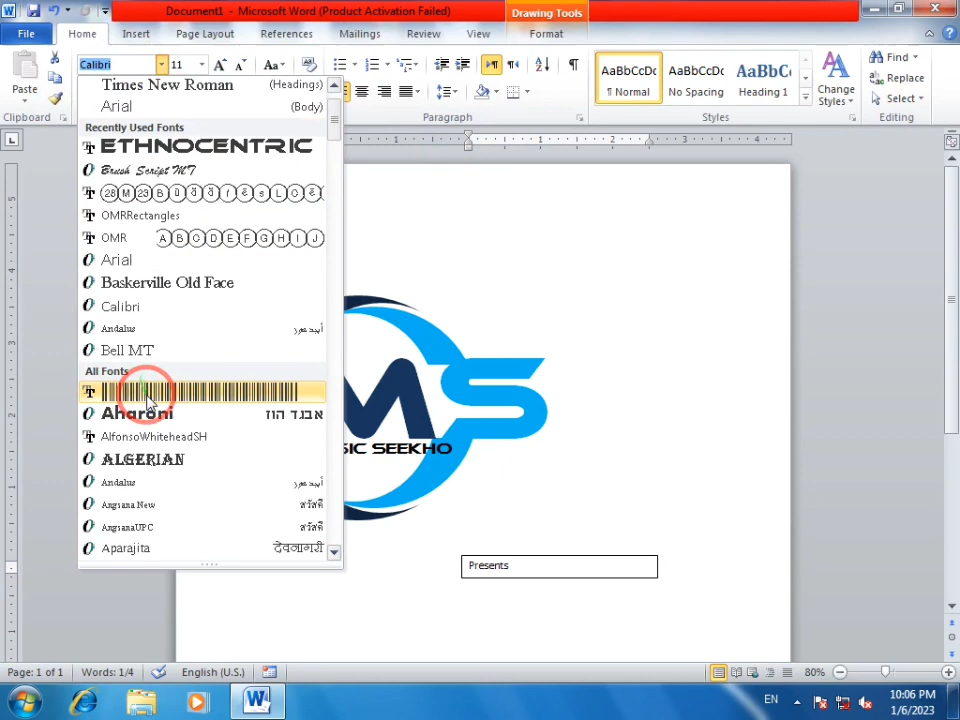 Document1 - Microsoft Word (Product Activation Failed)
Drawing Tools
File
Home
Insert
Page Layout
References
Mailings
Review
View
Format
Calibri
11
Aa
Paste
Clipboard
Paragraph
AaBbCcDc
¶ Normal
AaBbCcDc
No Spacing
AaBbCc
Heading 1
Change
Styles
Styles
Find
Replace
Select
Editing
Times New Roman (Headings)
Arial (Body)
Recently Used Fonts
ETHNOCENTRIC
Brush Script MT
OMRRectangles
OMR A B C D E F G H I J
Arial
Baskerville Old Face
Calibri
Andalus
Bell MT
All Fonts
Aharoni אבגד הוז
AlfonsoWhiteheadSH
ALGERIAN
Andalus
Angsana New สวัสดี
AngsanaUPC สวัสดี
Aparajita देवनागरी
MS
SIC SEEKHO
Presents
Page: 1 of 1
Words: 1/4
English (U.S.)
80%
EN
10:06 PM
1/6/2023